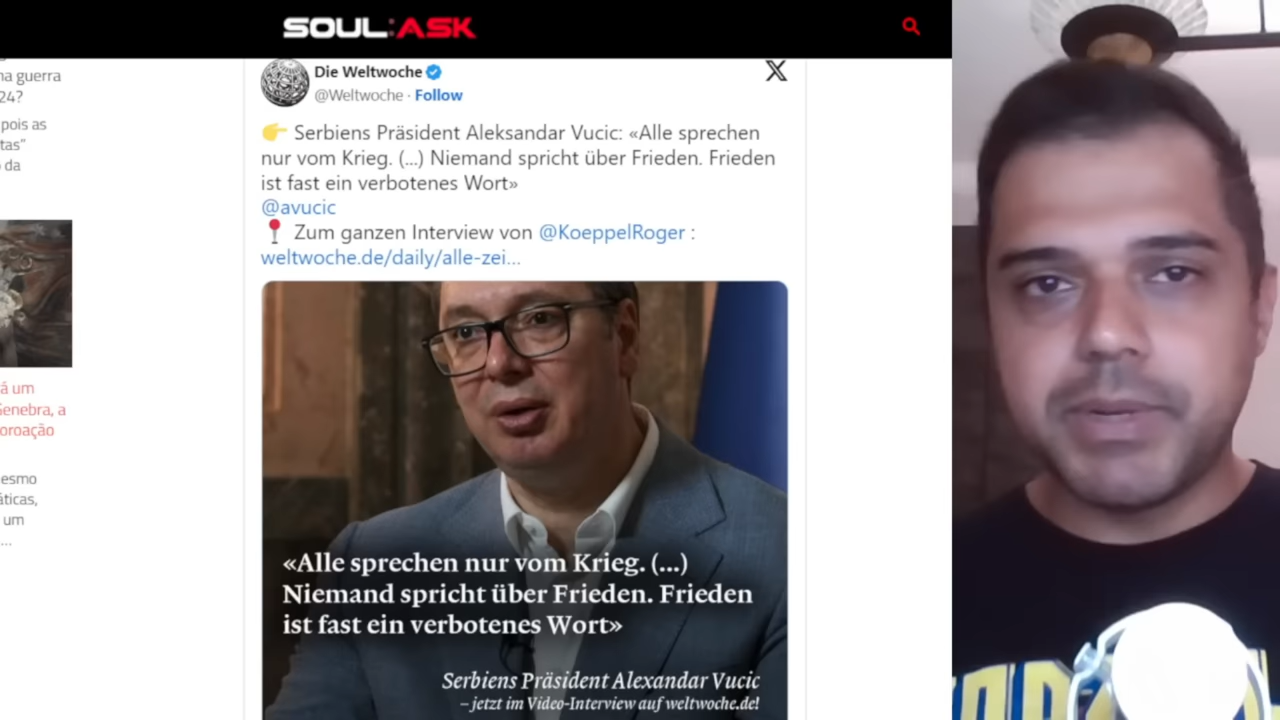 SOUL:ASK
na guerra
24?
pois as
tas”
o da
á um
Genebra, a
oroação
esmo
áticas,
um
...
Die Weltwoche
@Weltwoche · Follow
👉 Serbiens Präsident Aleksandar Vucic: «Alle sprechen
nur vom Krieg. (...) Niemand spricht über Frieden. Frieden
ist fast ein verbotenes Wort»
@avucic
📍 Zum ganzen Interview von @KoeppelRoger :
weltwoche.de/daily/alle-zei...
«Alle sprechen nur vom Krieg. (...)
Niemand spricht über Frieden. Frieden
ist fast ein verbotenes Wort»
Serbiens Präsident Alexandar Vucic
– jetzt im Video-Interview auf weltwoche.de!